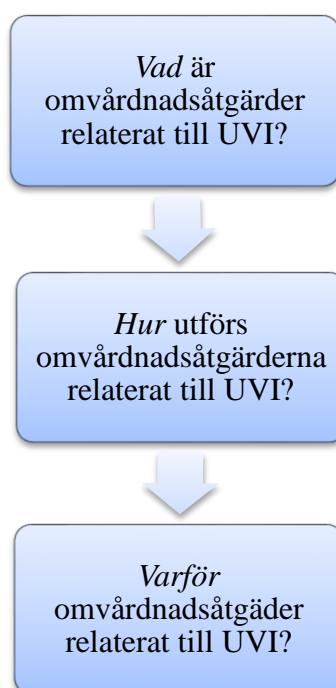 Vad är
omvårdnadsåtgärder
relaterat till UVI?
Hur utförs
omvårdnadsåtgärderna
relaterat till UVI?
Varför
omvårdnadsåtgäder
relaterat till UVI?